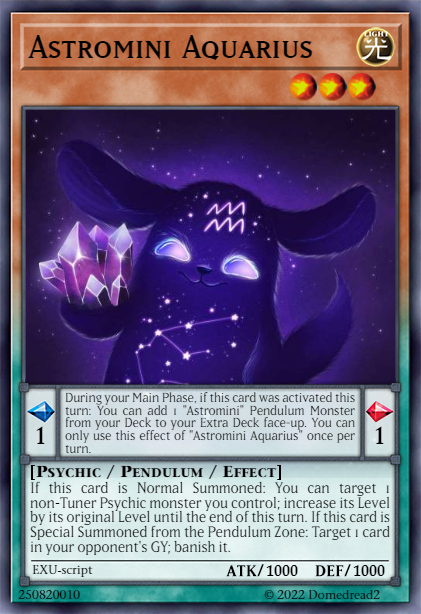 Astromini Aquarius
LIGHT
光
During your Main Phase, if this card was activated this
turn: You can add 1 "Astromini" Pendulum Monster
from your Deck to your Extra Deck face-up. You can
only use this effect of "Astromini Aquarius" once per
turn.
1
1
[Psychic / Pendulum / Effect]
If this card is Normal Summoned: You can target 1
non-Tuner Psychic monster you control; increase its Level
by its original Level until the end of this turn. If this card is
Special Summoned from the Pendulum Zone: Target 1 card
in your opponent's GY; banish it.
EXU-script
ATK/1000 DEF/1000
250820010
© 2022 Domedread2